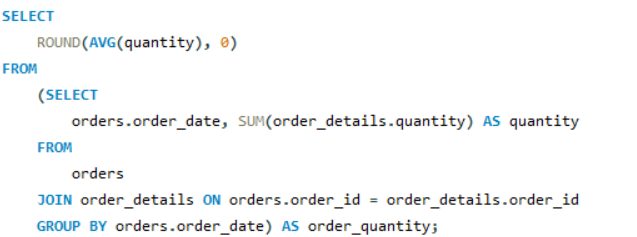 SELECT
ROUND(AVG(quantity), 0)
FROM
(SELECT
orders.order_date, SUM(order_details.quantity) AS quantity
FROM
orders
JOIN order_details ON orders.order_id = order_details.order_id
GROUP BY orders.order_date) AS order_quantity;